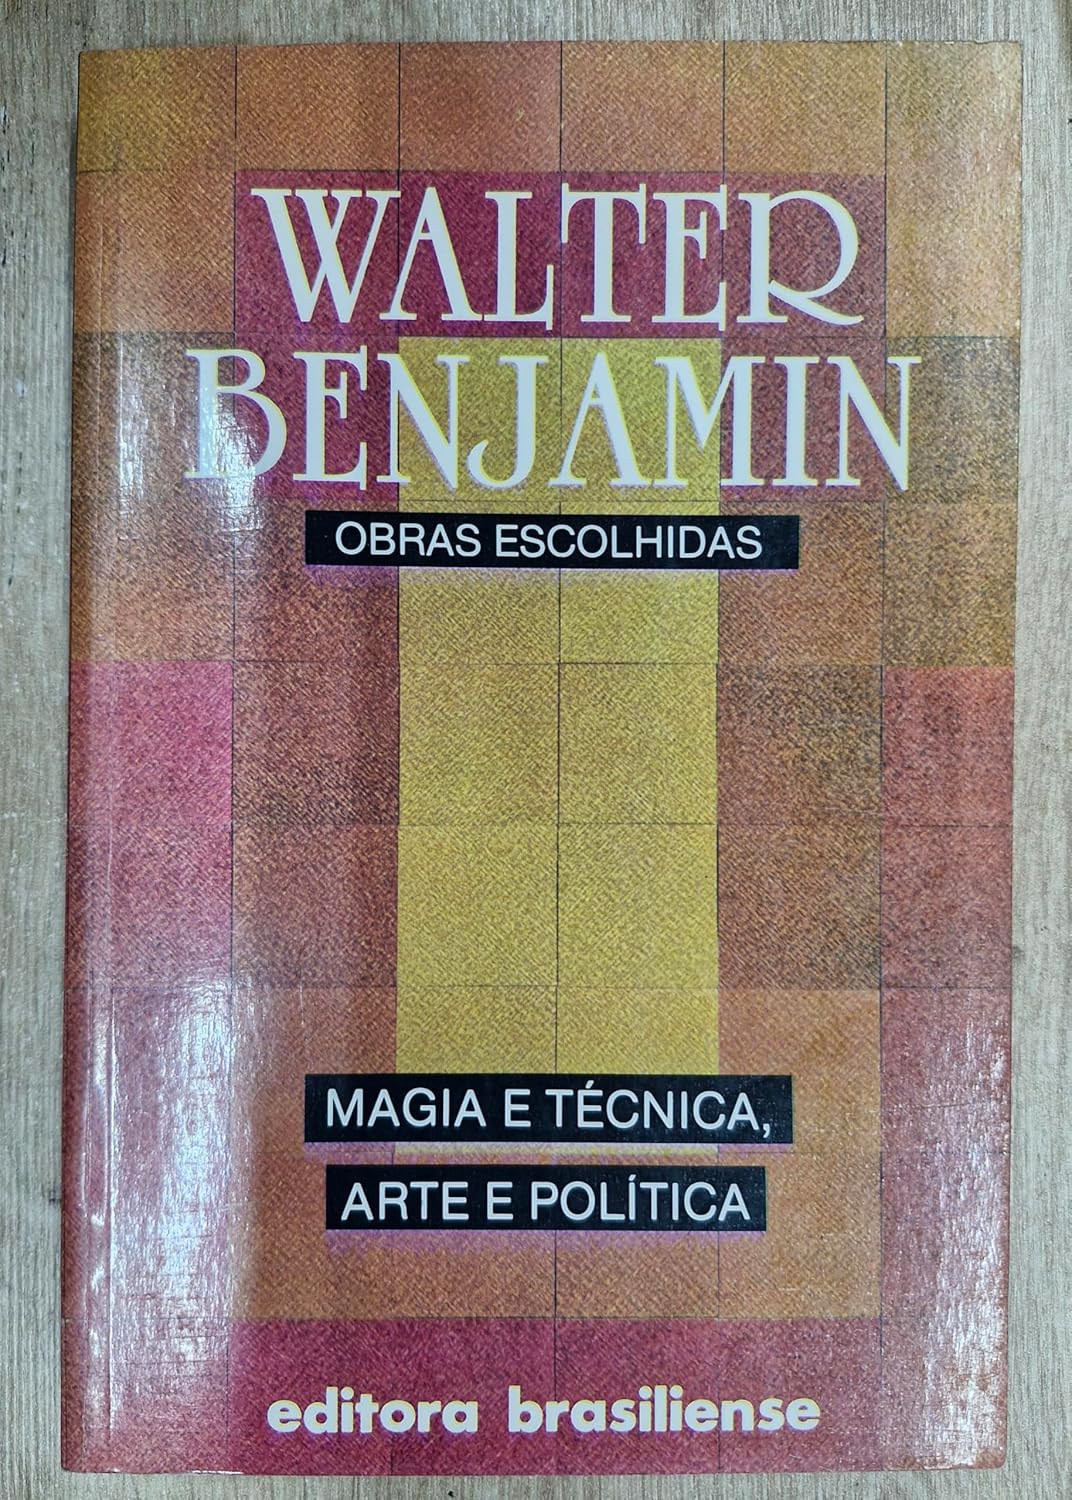 WALTER
BENJAMIN
OBRAS ESCOLHIDAS
MAGIA E TÉCNICA,
ARTE E POLÍTICA
editora brasiliense